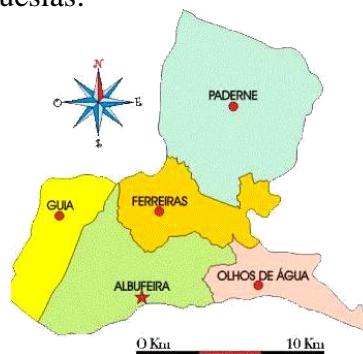 N
O
E
S
PADERNE
GUIA
FERREIRAS
ALBUFEIRA
OLHOS DE ÁGUA
0 Km
10 Km